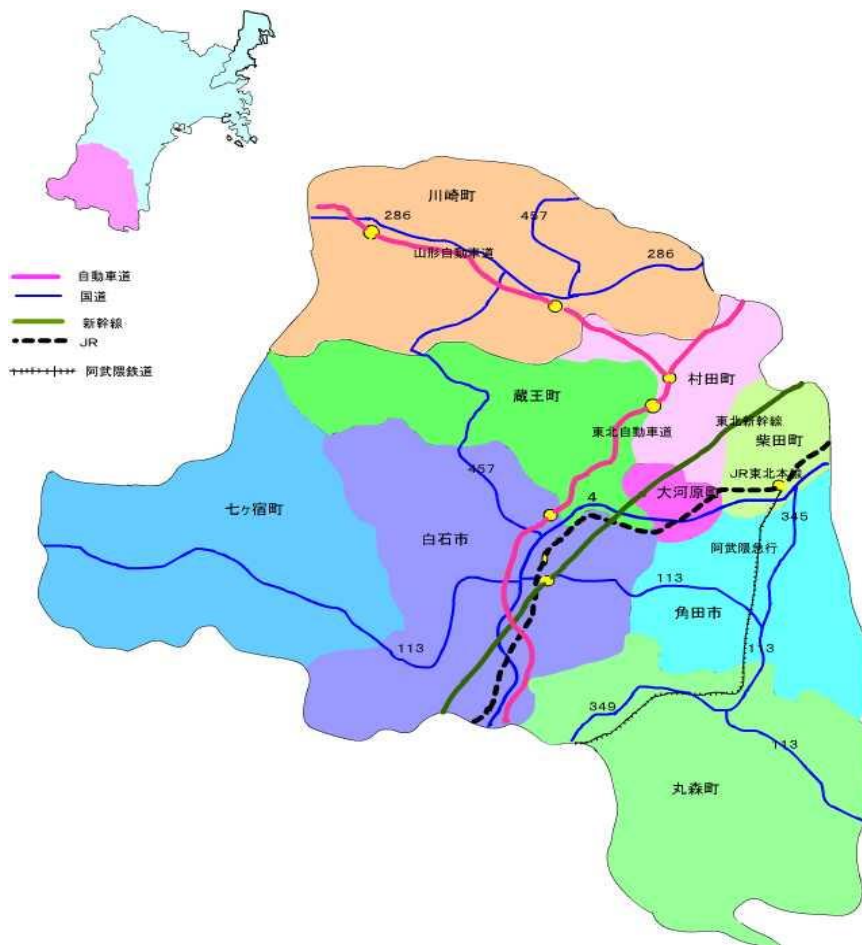 川崎町
286
457
山形自動車道
286
自動車道
国道
新幹線
JR
阿武隈鉄道
村田町
蔵王町
東北新幹線
東北自動車道
柴田町
JR東北本線
457
4
大河原町
七ヶ宿町
345
白石市
阿武隈急行
113
角田市
113
113
349
113
丸森町